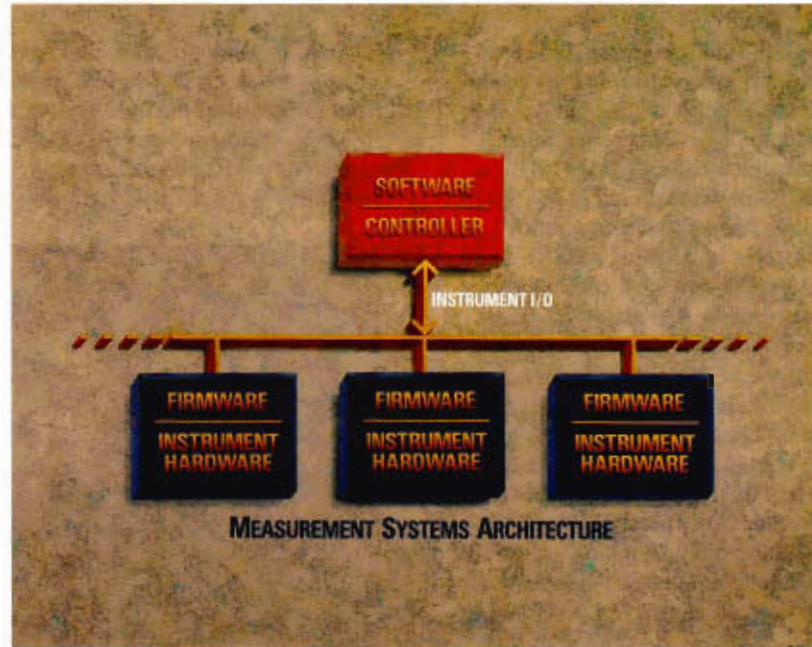 SOFTWARE
CONTROLLER
INSTRUMENT I/O
FIRMWARE
INSTRUMENT
HARDWARE
FIRMWARE
INSTRUMENT
HARDWARE
FIRMWARE
INSTRUMENT
HARDWARE
MEASUREMENT SYSTEMS ARCHITECTURE